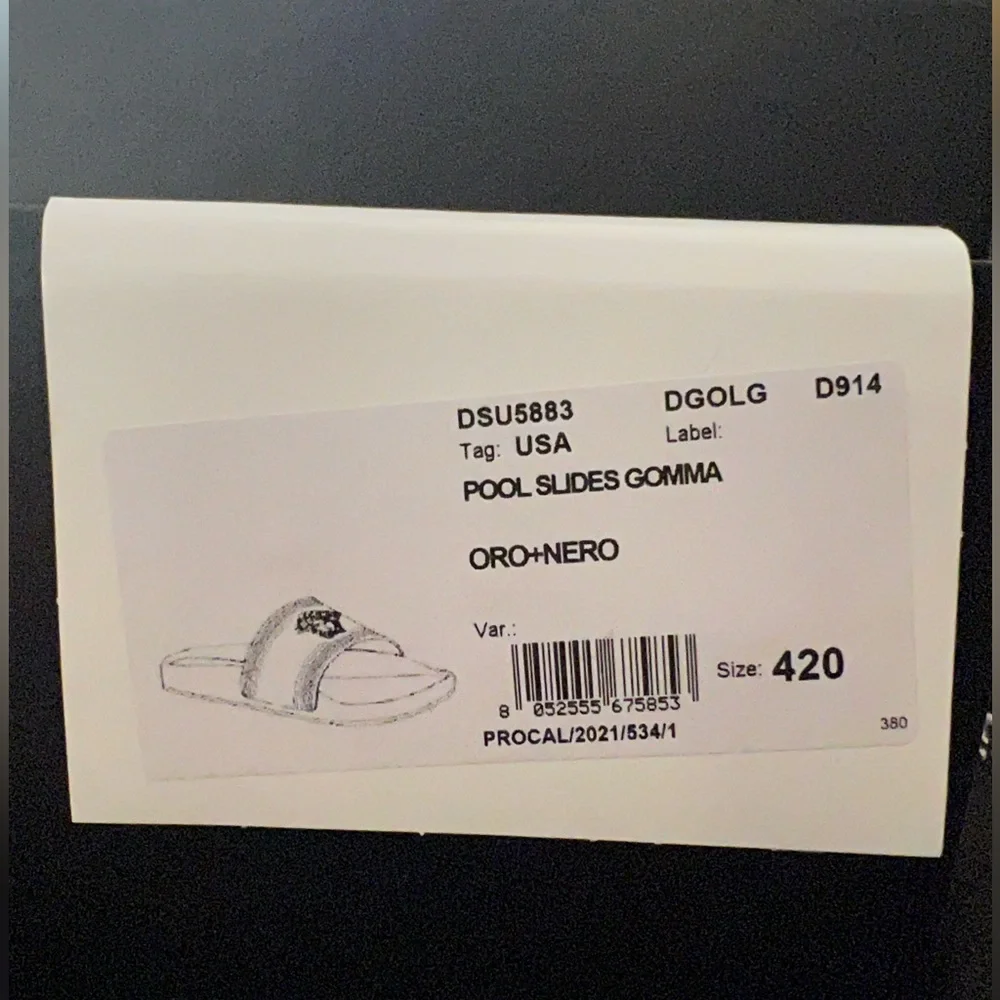 DSU5883 DGOLG D914
Tag: USA Label:
POOL SLIDES GOMMA
ORO+NERO
Var.:
Size: 420
8 052555 675853
PROCAL/2021/534/1
380